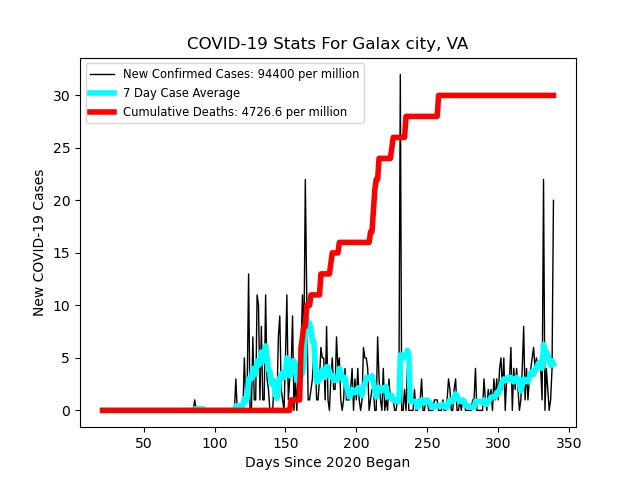 COVID-19 Stats For Galax city, VA
New Confirmed Cases: 94400 per million
7 Day Case Average
Cumulative Deaths: 4726.6 per million
New COVID-19 Cases
30
25
20
15
10
5
0
50 100 150 200 250 300 350
Days Since 2020 Began